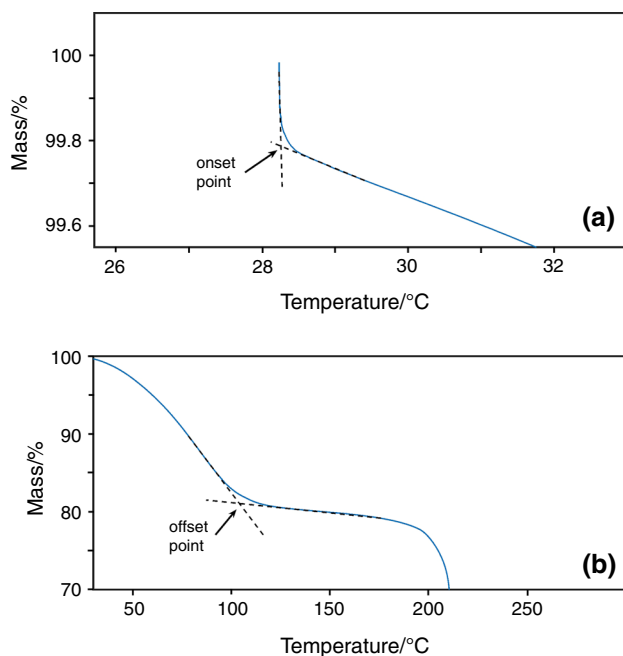 100
99.8
99.6
Mass/%
onset
point
(a)
26
28
30
32
Temperature/°C
100
90
80
70
Mass/%
offset
point
(b)
50
100
150
200
250
Temperature/°C